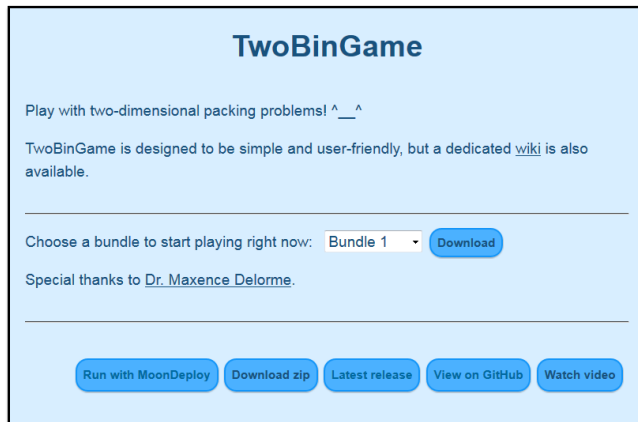 TwoBinGame
Play with two-dimensional packing problems! ^__^
TwoBinGame is designed to be simple and user-friendly, but a dedicated wiki is also
available.
Choose a bundle to start playing right now: Bundle 1 Download
Special thanks to Dr. Maxence Delorme.
Run with MoonDeploy Download zip Latest release View on GitHub Watch video